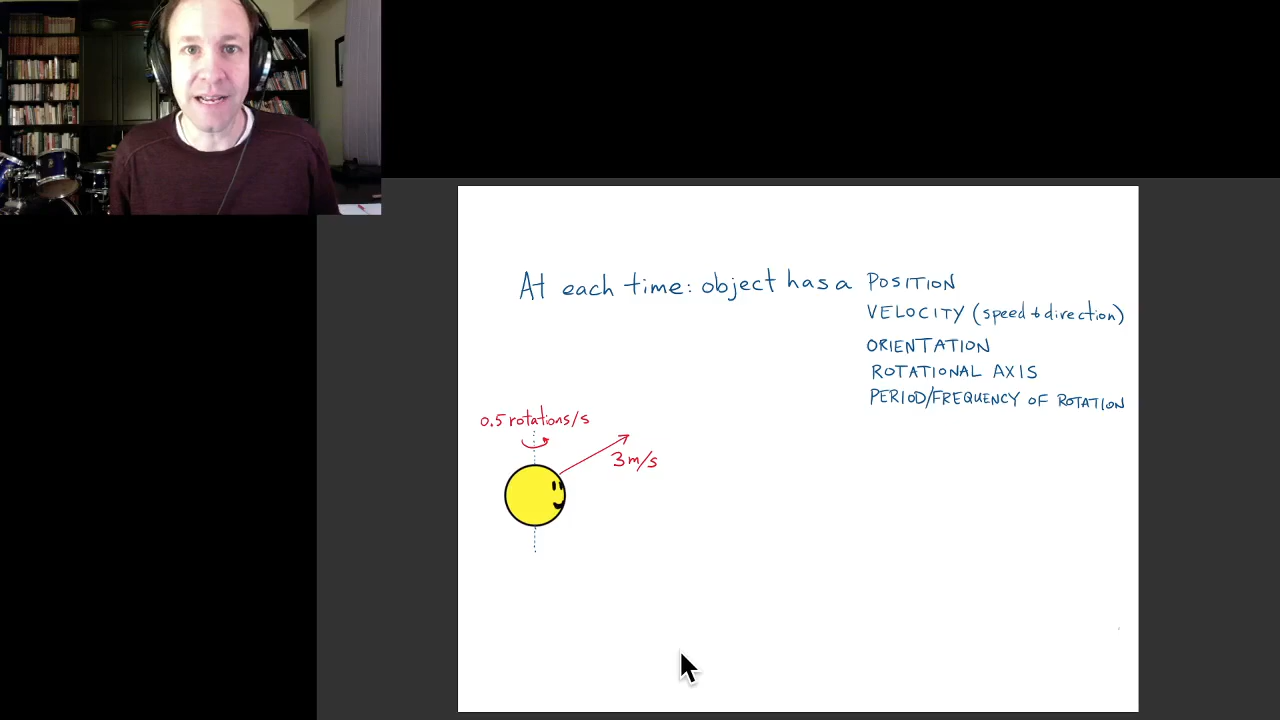 At each time: object has a POSITION
VELOCITY (speed + direction)
ORIENTATION
ROTATIONAL AXIS
PERIOD/FREQUENCY OF ROTATION
0.5 rotations/s
3m/s